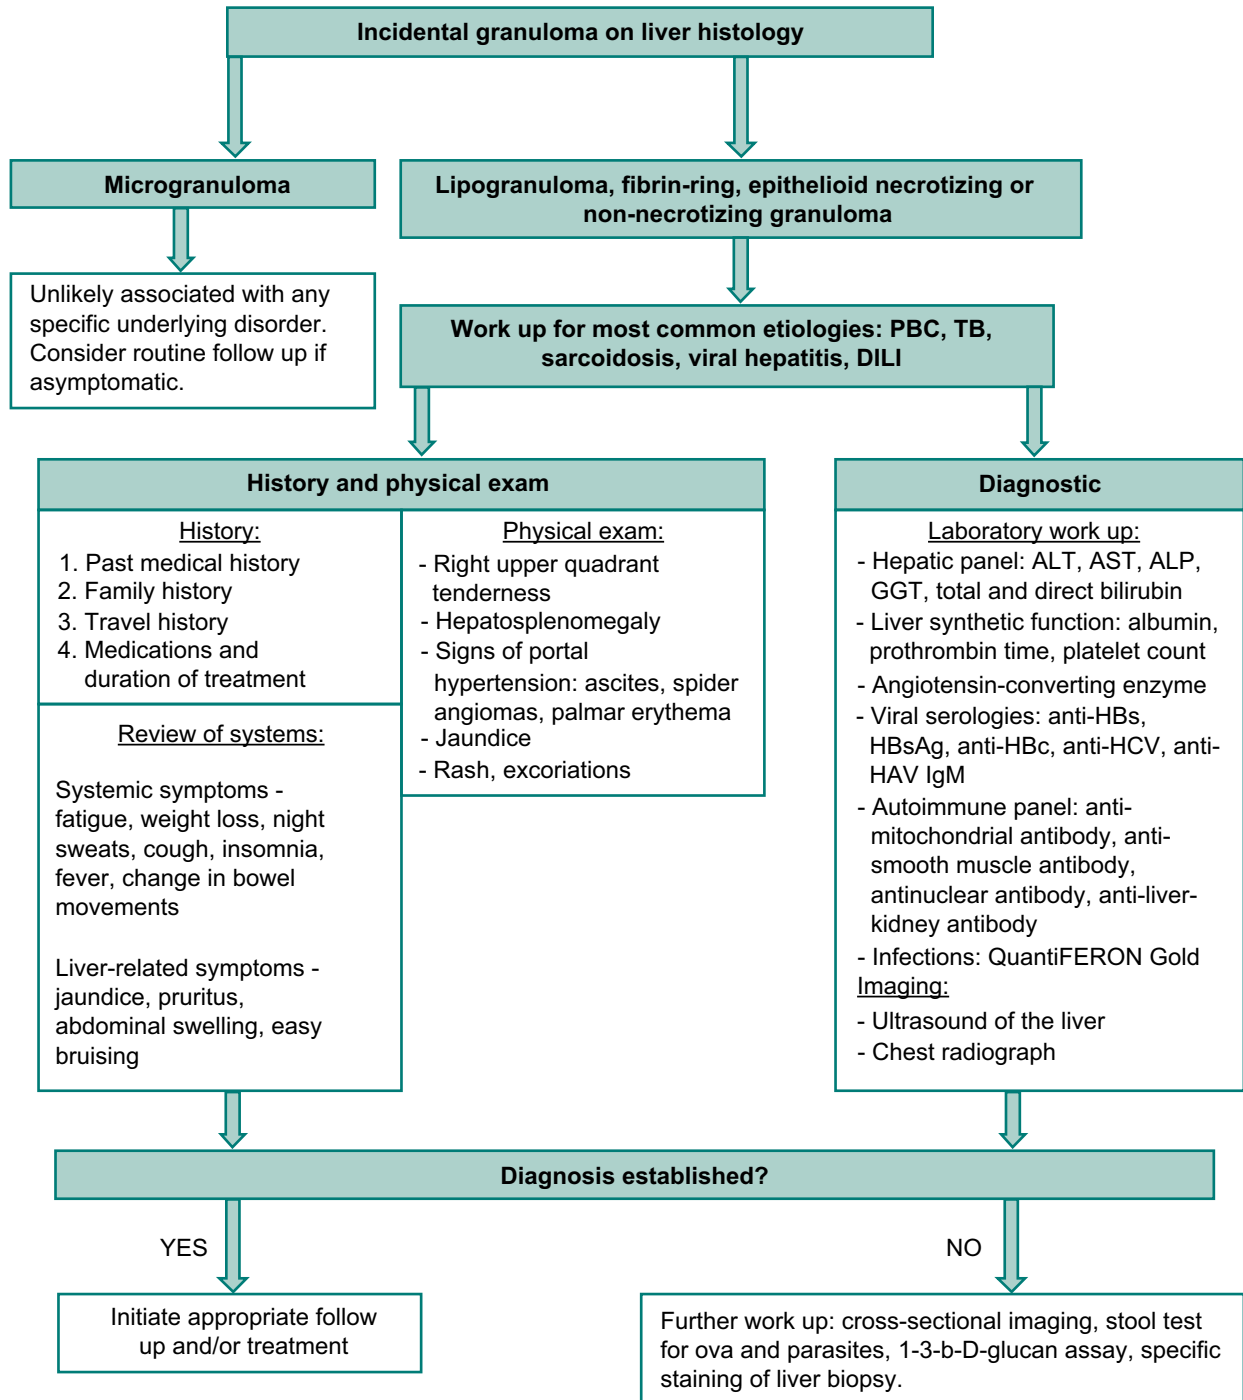 Incidental granuloma on liver histology
Microgranuloma
Lipogranuloma, fibrin-ring, epithelioid necrotizing or
non-necrotizing granuloma
Unlikely associated with any
specific underlying disorder.
Consider routine follow up if
asymptomatic.
Work up for most common etiologies: PBC, TB,
sarcoidosis, viral hepatitis, DILI
History and physical exam
History:
1. Past medical history
2. Family history
3. Travel history
4. Medications and
duration of treatment
Review of systems:
Systemic symptoms -
fatigue, weight loss, night
sweats, cough, insomnia,
fever, change in bowel
movements
Liver-related symptoms -
jaundice, pruritus,
abdominal swelling, easy
bruising
Physical exam:
- Right upper quadrant
tenderness
- Hepatosplenomegaly
- Signs of portal
hypertension: ascites, spider
angiomas, palmar erythema
- Jaundice
- Rash, excoriations
Diagnostic
Laboratory work up:
- Hepatic panel: ALT, AST, ALP,
GGT, total and direct bilirubin
- Liver synthetic function: albumin,
prothrombin time, platelet count
- Angiotensin-converting enzyme
- Viral serologies: anti-HBs,
HBsAg, anti-HBc, anti-HCV, anti-
HAV IgM
- Autoimmune panel: anti-
mitochondrial antibody, anti-
smooth muscle antibody,
antinuclear antibody, anti-liver-
kidney antibody
- Infections: QuantiFERON Gold
Imaging:
- Ultrasound of the liver
- Chest radiograph
Diagnosis established?
YES
NO
Initiate appropriate follow
up and/or treatment
Further work up: cross-sectional imaging, stool test
for ova and parasites, 1-3-b-D-glucan assay, specific
staining of liver biopsy.